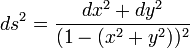 ds^2 = \frac{dx^2 + dy^2}{(1 - (x^2 + y^2))^2}